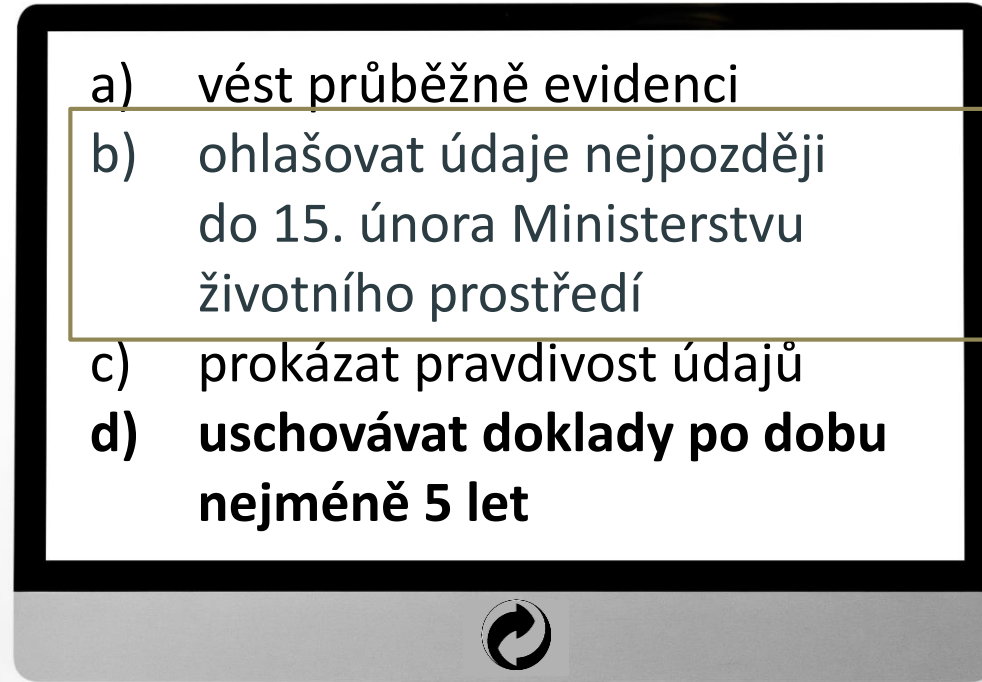 a) vést průběžně evidenci
b) ohlašovat údaje nejpozději
do 15. února Ministerstvu
životního prostředí
c) prokázat pravdivost údajů
d) uschovávat doklady po dobu
nejméně 5 let